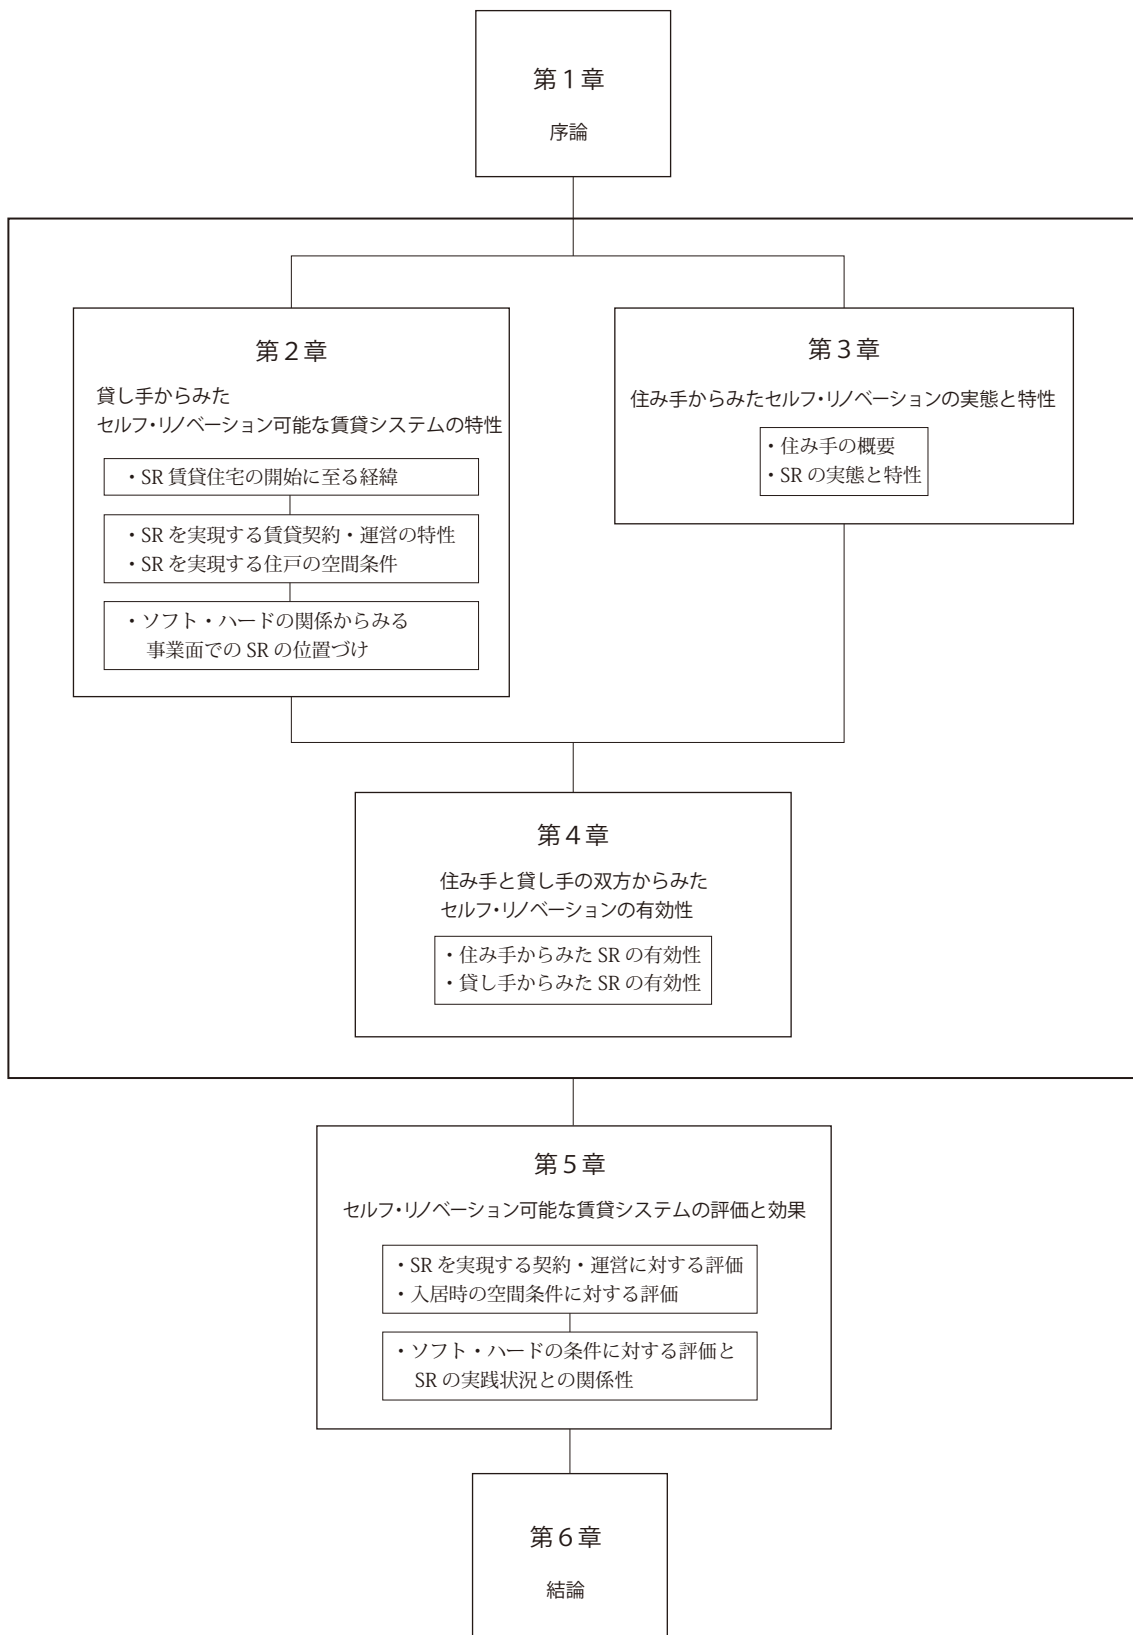 第1章
序論
第2章
貸し手からみた
セルフ・リノベーション可能な賃貸システムの特性
・SR 賃貸住宅の開始に至る経緯
・SR を実現する賃貸契約・運営の特性
・SR を実現する住戸の空間条件
・ソフト・ハードの関係からみる
事業面での SR の位置づけ
第3章
住み手からみたセルフ・リノベーションの実態と特性
・住み手の概要
・SR の実態と特性
第4章
住み手と貸し手の双方からみた
セルフ・リノベーションの有効性
・住み手からみた SR の有効性
・貸し手からみた SR の有効性
第5章
セルフ・リノベーション可能な賃貸システムの評価と効果
・SR を実現する契約・運営に対する評価
・入居時の空間条件に対する評価
・ソフト・ハードの条件に対する評価と
SR の実践状況との関係性
第6章
結論